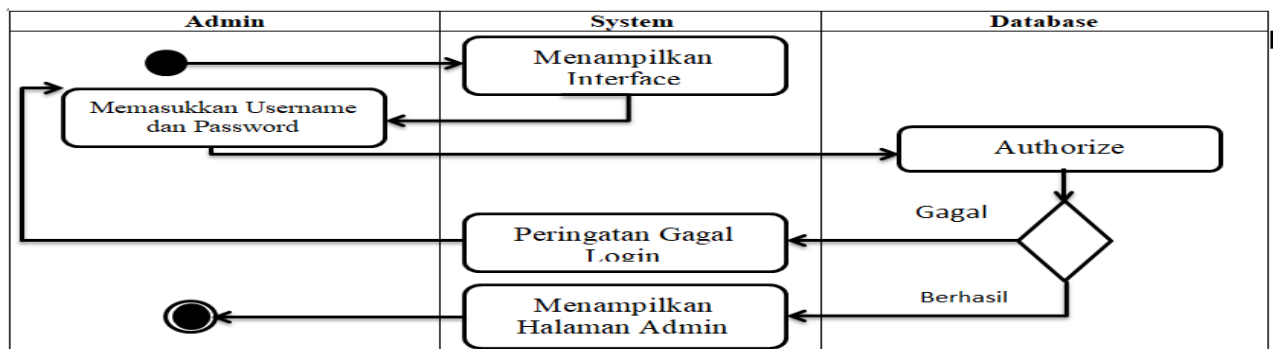 Admin
System
Database
Menampilkan
Interface
Memasukkan Username
dan Password
Authorize
Gagal
Peringatan Gagal
Login
Berhasil
Menampilkan
Halaman Admin